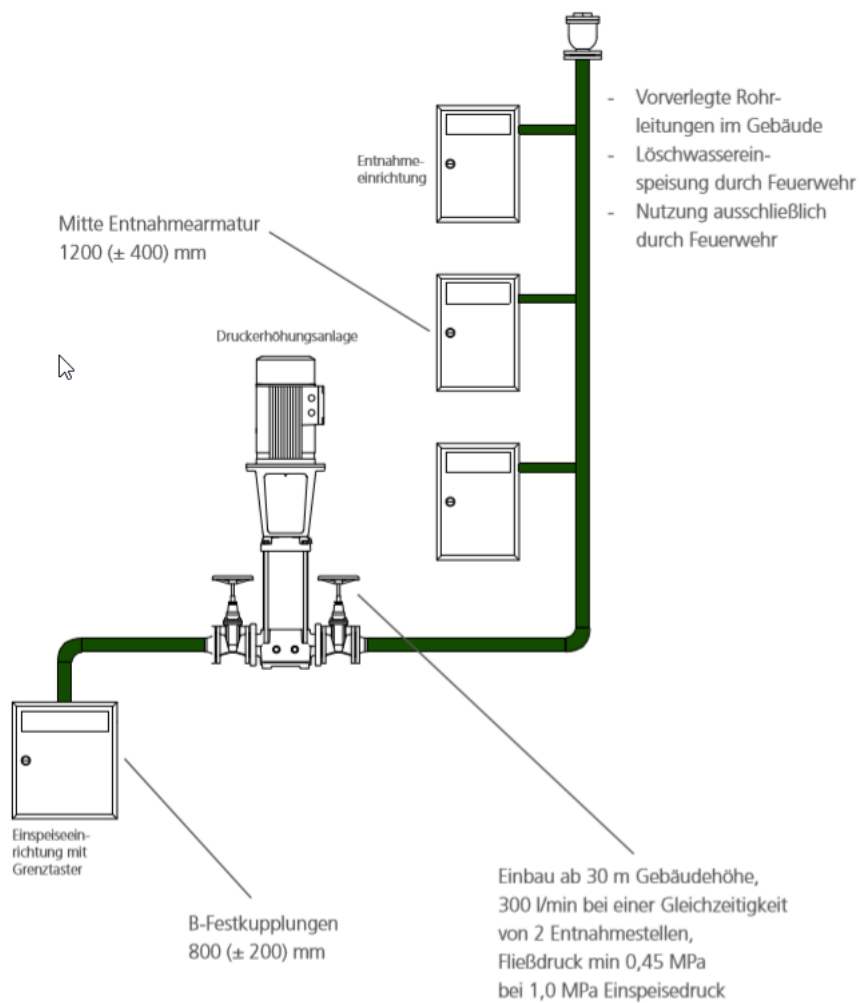 - Vorverlegte Rohr-
leitungen im Gebäude
- Löschwasserein-
speisung durch Feuerwehr
- Nutzung ausschließlich
durch Feuerwehr
Entnahme-
einrichtung
Mitte Entnahmearmatur
1200 (± 400) mm
Druckerhöhungsanlage
Einspeiseein-
richtung mit
Grenztaster
B-Festkupplungen
800 (± 200) mm
Einbau ab 30 m Gebäudehöhe,
300 l/min bei einer Gleichzeitigkeit
von 2 Entnahmestellen,
Fließdruck min 0,45 MPa
bei 1,0 MPa Einspeisedruck